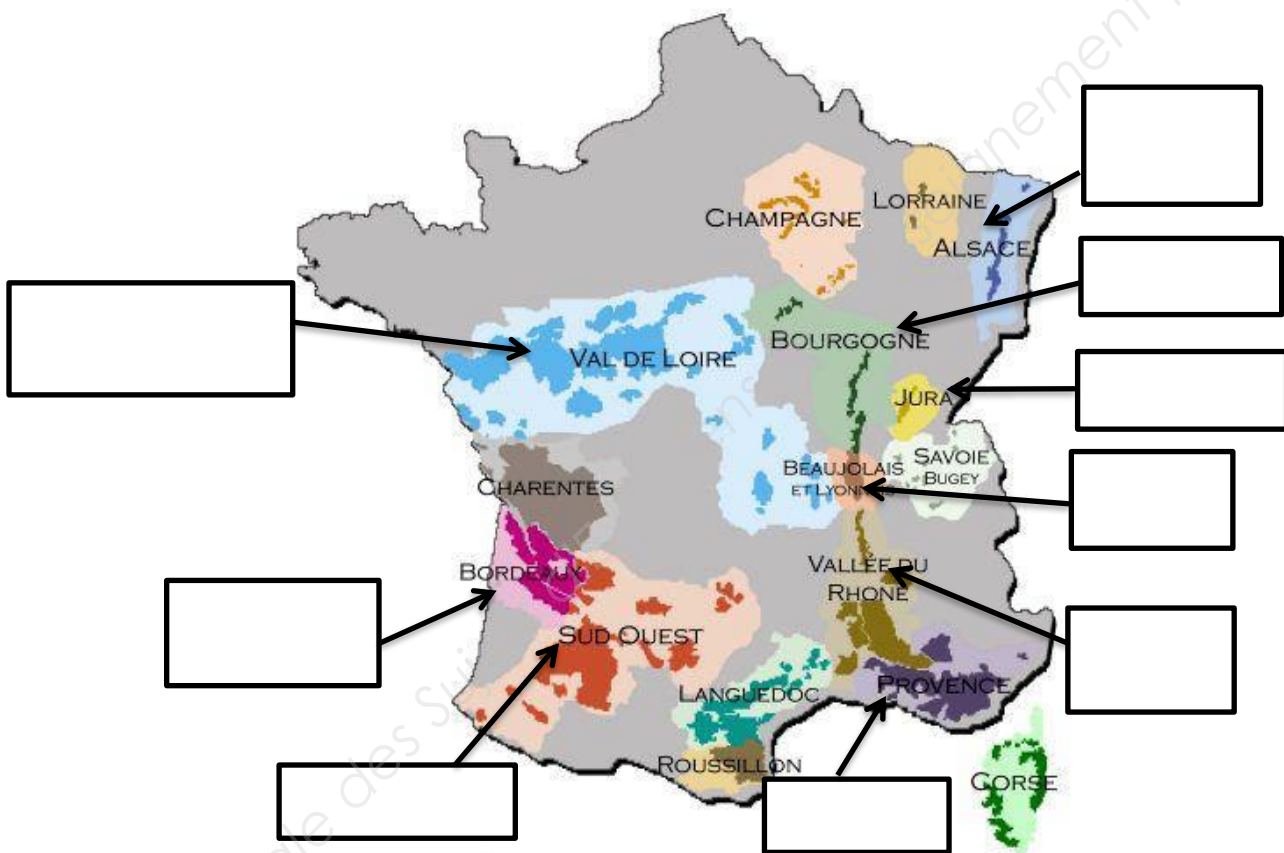 CHAMPAGNE
LORRAINE
ALSACE
VAL DE LOIRE
BOURGOGNE
JURA
CHARENTES
BEAUJOLAIS
ET LYONNAIS
SAVOIE
BUGEY
BORDEAUX
VALLÉE DU
RHONE
SUD OUEST
LANGUEDOC
PROVENCE
ROUSSILLON
CORSE